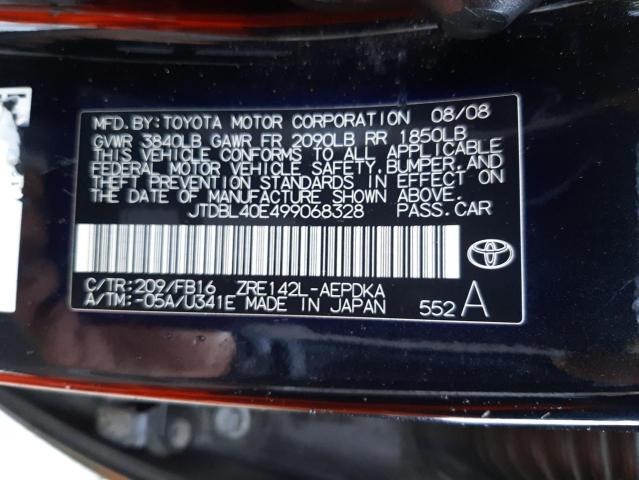 MFD.BY:TOYOTA MOTOR CORPORATION 08/08
GVWR 3840LB GAWR FR 2090LB RR 1850LB
THIS VEHICLE CONFORMS TO ALL APPLICABLE
FEDERAL MOTOR VEHICLE SAFETY, BUMPER, AND
THEFT PREVENTION STANDARDS IN EFFECT ON
THE DATE OF MANUFACTURE SHOWN ABOVE.
JTDBL40E499068328 PASS.CAR
C/TR:209/FB16 ZRE142L-AEPDKA
A/TM:-05A/U341E MADE IN JAPAN 552 A